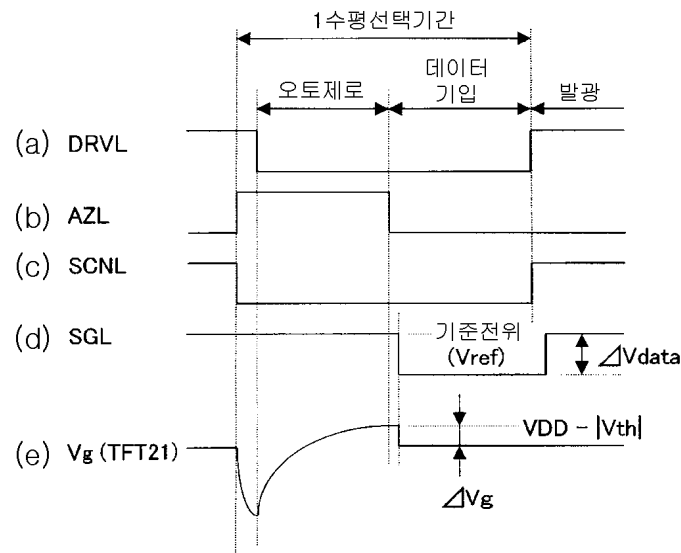 1수평선택기간
오토제로
데이터
기입
발광
(a) DRVL
(b) AZL
(c) SCNL
(d) SGL
기준전위
(Vref)
⊿Vdata
(e) Vg (TFT21)
VDD - |Vth|
⊿Vg